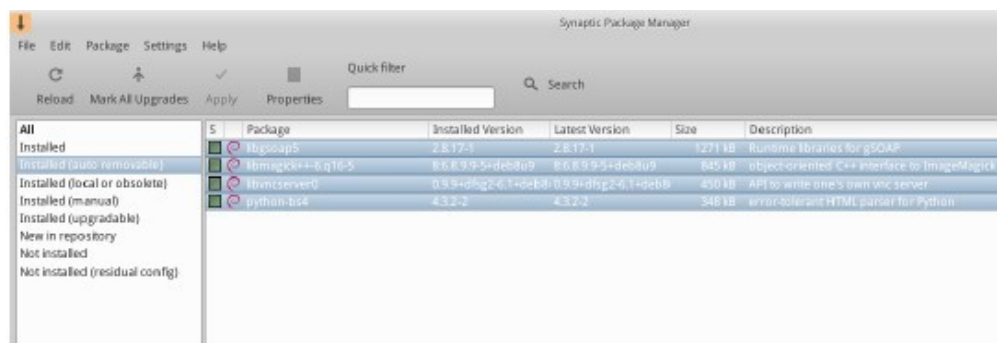 Synaptic Package Manager
File Edit Package Settings Help
Quick filter
Search
Reload Mark All Upgrades Apply Properties
All
Installed
Installed (auto removable)
Installed (local or obsolete)
Installed (manual)
Installed (upgradable)
New in repository
Not installed
Not installed (residual config)
S Package Installed Version Latest Version Size Description
libgsoap5 2.8.17-1 2.8.17-1 1271 kB Runtime libraries for gSOAP
libmagick++-6.q16-5 8:6.8.9.9-5+deb8u9 8:6.8.9.9-5+deb8u9 845 kB object-oriented C++ interface to ImageMagick
libvncserver0 0.9.9+dfsg2-6.1+deb8 0.9.9+dfsg2-6.1+deb8 450 kB API to write one's own vnc server
python-bs4 4.3.2-2 4.3.2-2 348 kB error-tolerant HTML parser for Python